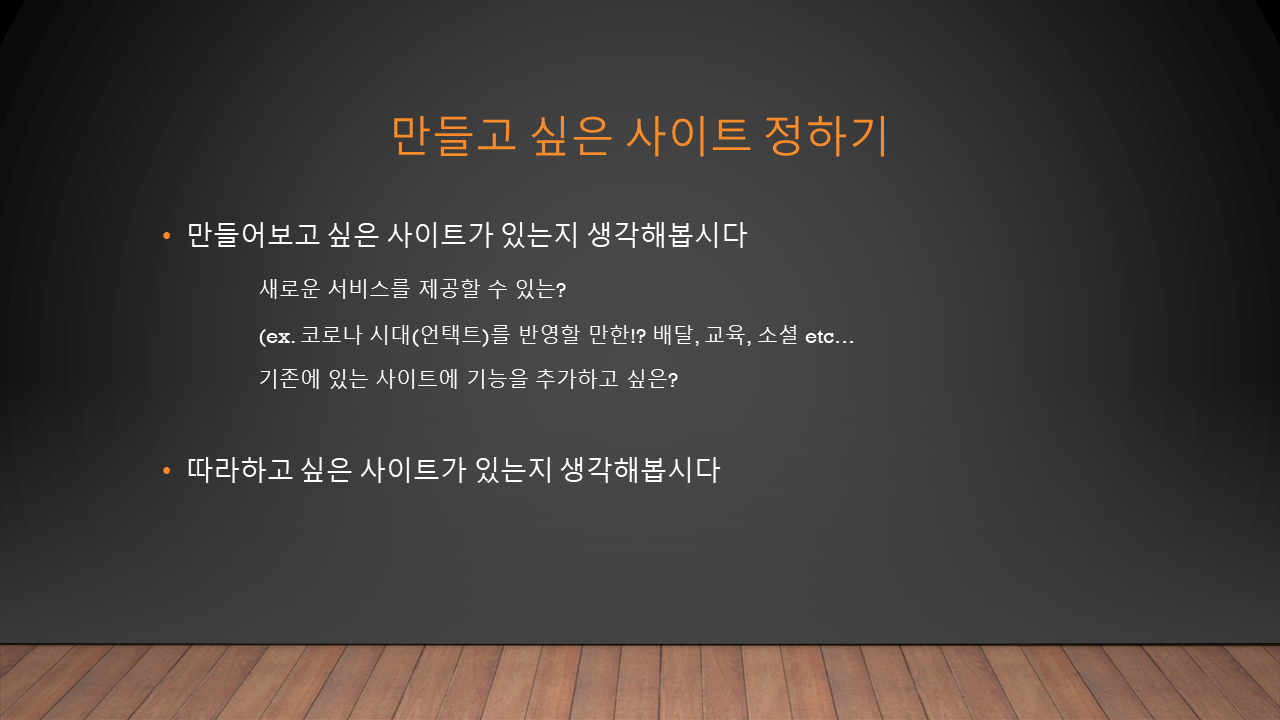 만들고 싶은 사이트 정하기
• 만들어보고 싶은 사이트가 있는지 생각해봅시다
새로운 서비스를 제공할 수 있는?
(ex. 코로나 시대(언택트)를 반영할 만한!? 배달, 교육, 소셜 etc…
기존에 있는 사이트에 기능을 추가하고 싶은?
• 따라하고 싶은 사이트가 있는지 생각해봅시다